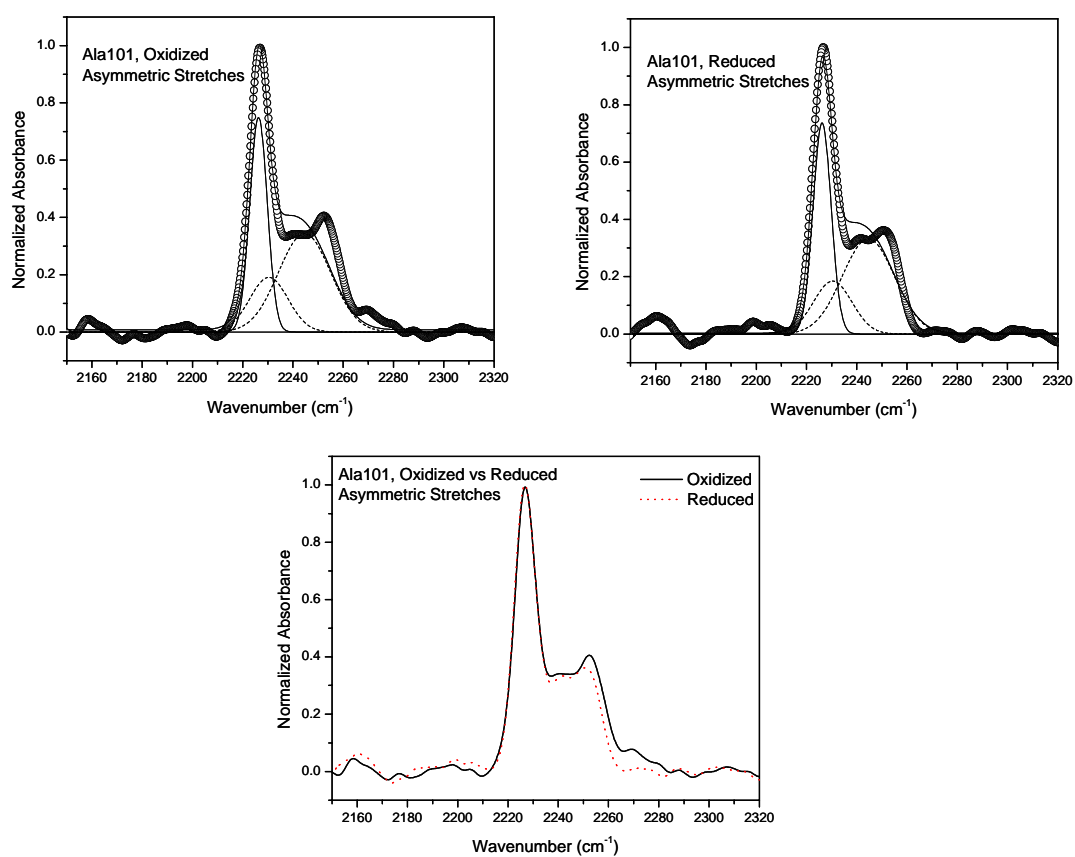 Ala101, Oxidized
Asymmetric Stretches
Normalized Absorbance
1.0
0.8
0.6
0.4
0.2
0.0
2160 2180 2200 2220 2240 2260 2280 2300 2320
Wavenumber (cm⁻¹)
Ala101, Reduced
Asymmetric Stretches
Normalized Absorbance
1.0
0.8
0.6
0.4
0.2
0.0
2160 2180 2200 2220 2240 2260 2280 2300 2320
Wavenumber (cm⁻¹)
Ala101, Oxidized vs Reduced
Asymmetric Stretches
Oxidized
Reduced
Normalized Absorbance
1.0
0.8
0.6
0.4
0.2
0.0
2160 2180 2200 2220 2240 2260 2280 2300 2320
Wavenumber (cm⁻¹)